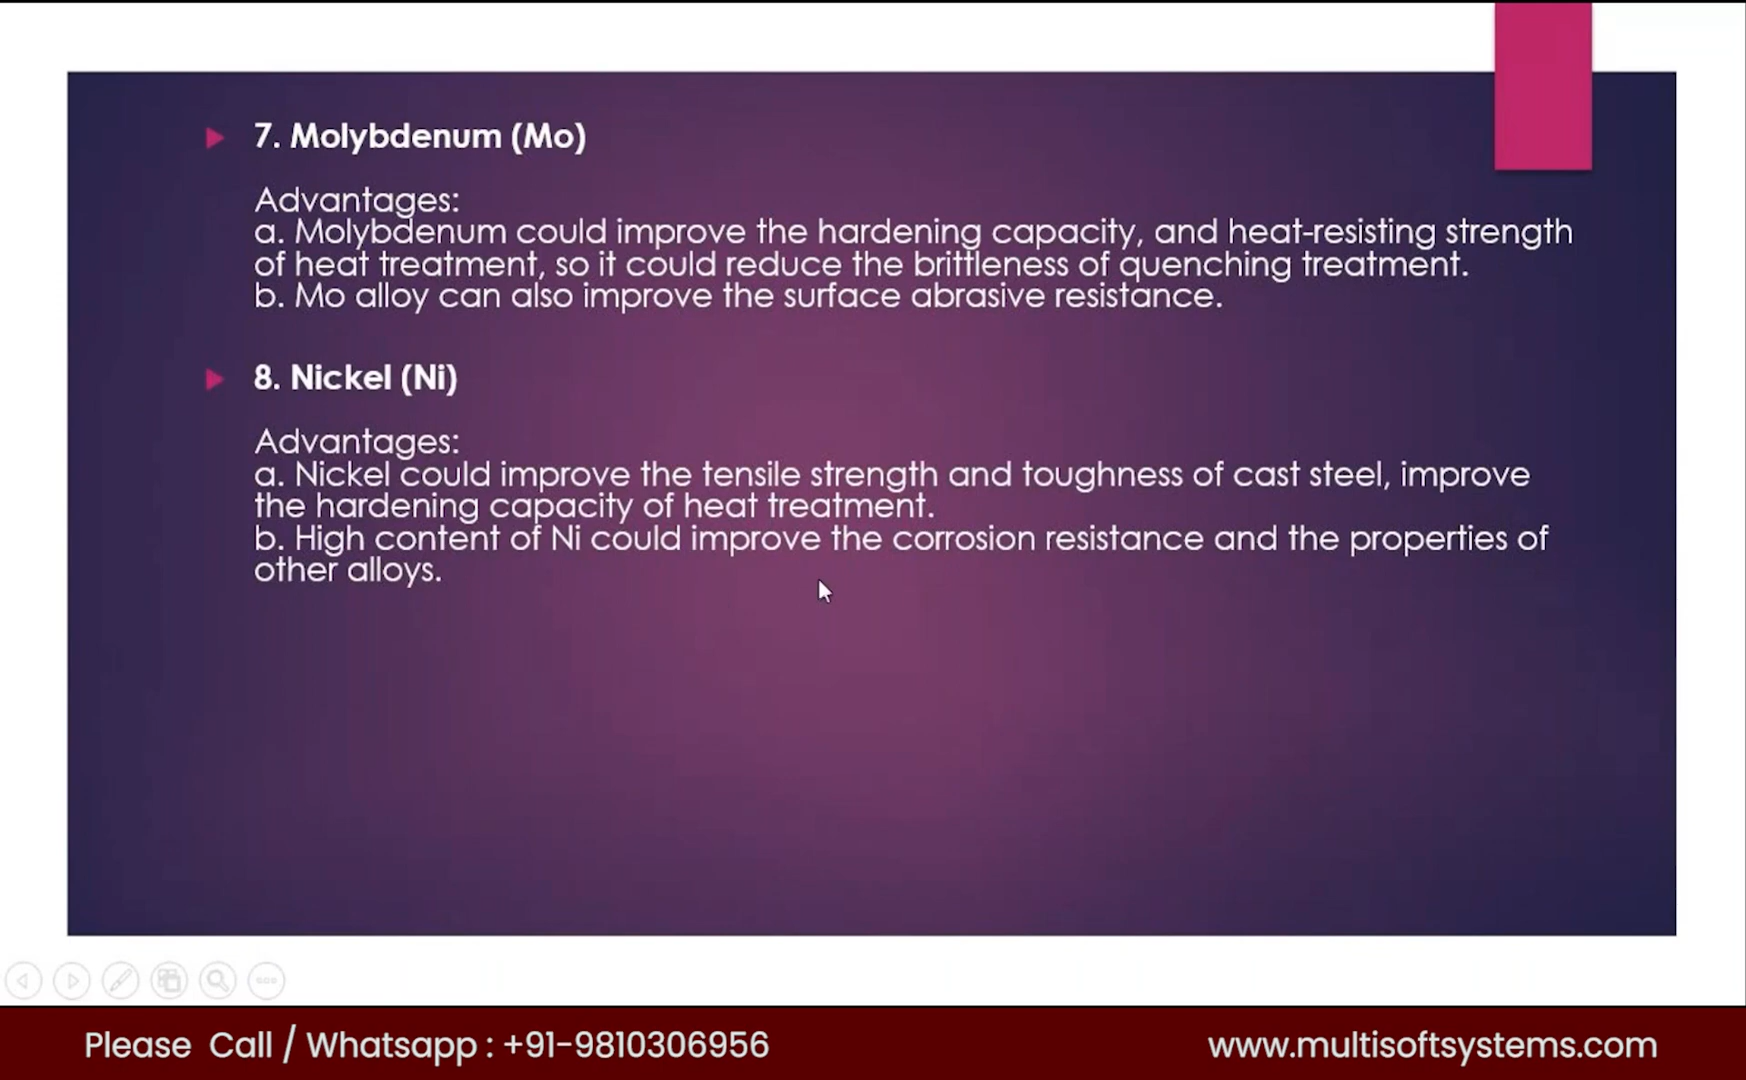 7. Molybdenum (Mo)
Advantages:
a. Molybdenum could improve the hardening capacity, and heat-resisting strength
of heat treatment, so it could reduce the brittleness of quenching treatment.
b. Mo alloy can also improve the surface abrasive resistance.
8. Nickel (Ni)
Advantages:
a. Nickel could improve the tensile strength and toughness of cast steel, improve
the hardening capacity of heat treatment.
b. High content of Ni could improve the corrosion resistance and the properties of
other alloys.
Please Call / Whatsapp : +91-9810306956
www.multisoftsystems.com